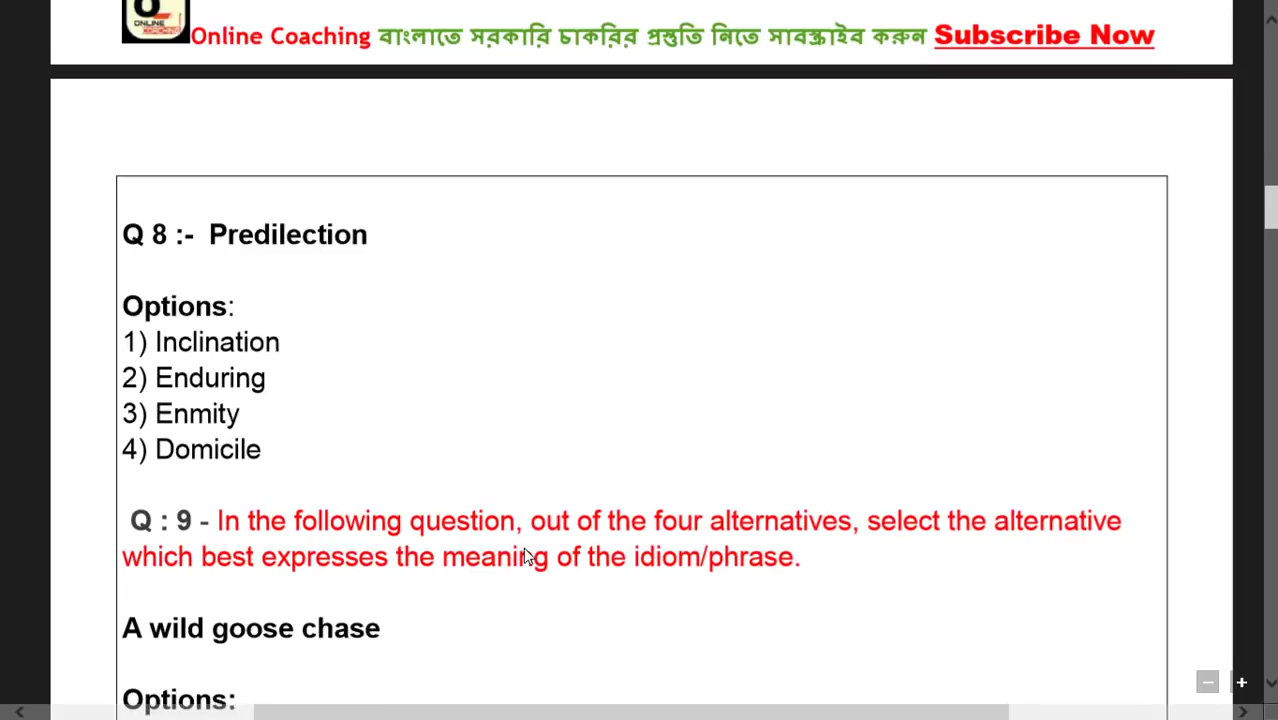 ONLINE
COACHING
Online Coaching বাংলাতে সরকারি চাকরির প্রস্তুতি নিতে সাবস্ক্রাইব করুন Subscribe Now
Q 8 :- Predilection
Options:
1) Inclination
2) Enduring
3) Enmity
4) Domicile
Q : 9 - In the following question, out of the four alternatives, select the alternative
which best expresses the meaning of the idiom/phrase.
A wild goose chase
Options: